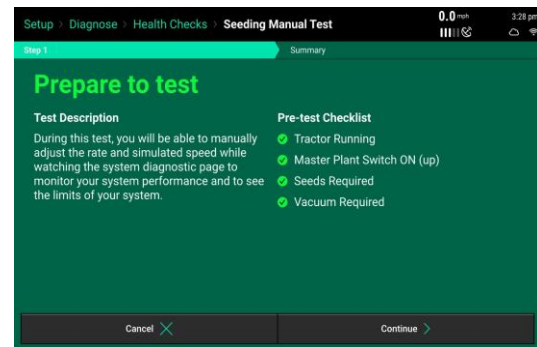 Setup > Diagnose > Health Checks > Seeding Manual Test
0.0 mph
3:28 pm
Step 1
Summary
Prepare to test
Test Description
During this test, you will be able to manually
adjust the rate and simulated speed while
watching the system diagnostic page to
monitor your system performance and to see
the limits of your system.
Pre-test Checklist
Tractor Running
Master Plant Switch ON (up)
Seeds Required
Vacuum Required
Cancel
Continue